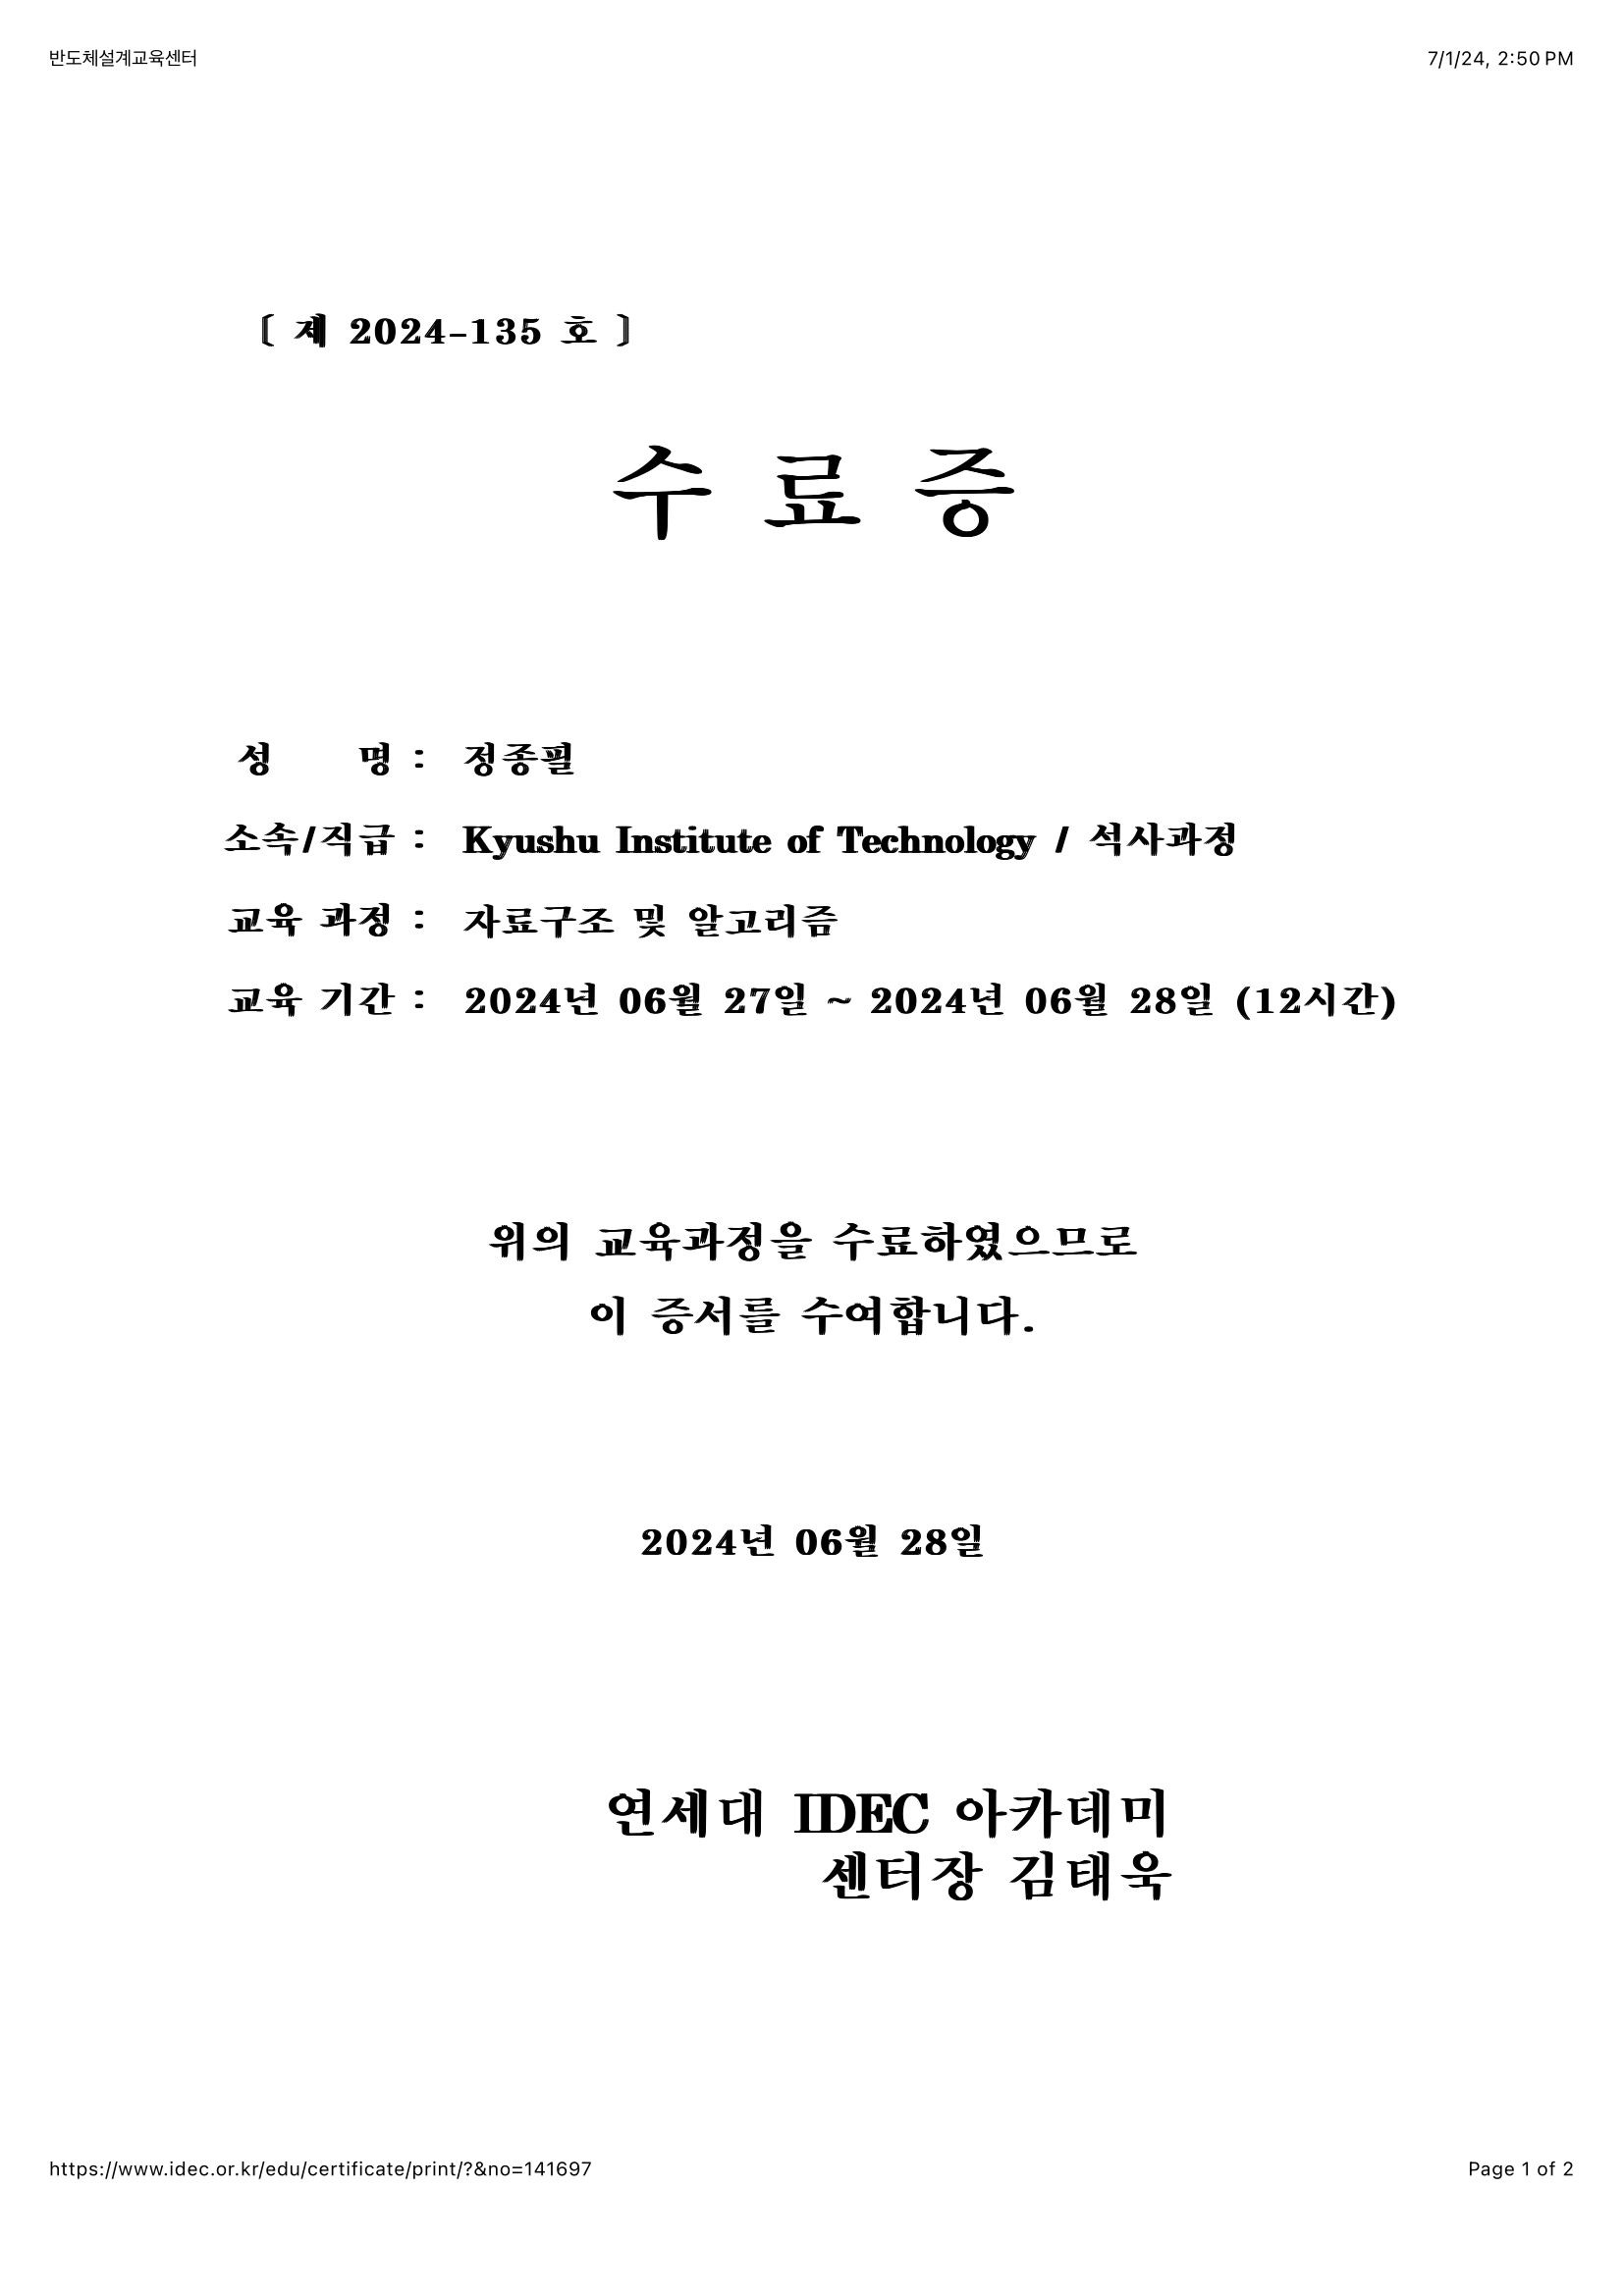 반도체설계교육센터 7/1/24, 2:50 PM
〔 제 2024-135 호 〕
수 료 증
성 명 : 정종필
소속/직급 : Kyushu Institute of Technology / 석사과정
교육 과정 : 자료구조 및 알고리즘
교육 기간 : 2024년 06월 27일 ~ 2024년 06월 28일 (12시간)
위의 교육과정을 수료하였으므로
이 증서를 수여합니다.
2024년 06월 28일
연세대 IDEC 아카데미
센터장 김태욱
https://www.idec.or.kr/edu/certificate/print/?&no=141697 Page 1 of 2